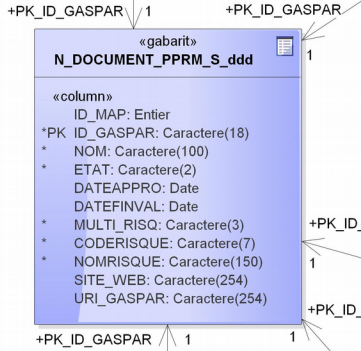 +PK_ID_GASPAR 1
+PK_ID_GASPAR
1
«gabarit»
N_DOCUMENT_PPRM_S_ddd
«column»
ID_MAP: Entier
*PK ID_GASPAR: Caractere(18)
* NOM: Caractere(100)
* ETAT: Caractere(2)
DATEAPPRO: Date
DATEFINVAL: Date
* MULTI_RISQ: Caractere(3)
* CODERISQUE: Caractere(7)
* NOMRISQUE: Caractere(150)
SITE_WEB: Caractere(254)
URI_GASPAR: Caractere(254)
+PK_ID_
1
+PK_ID_
1
+PK_ID_GASPAR 1